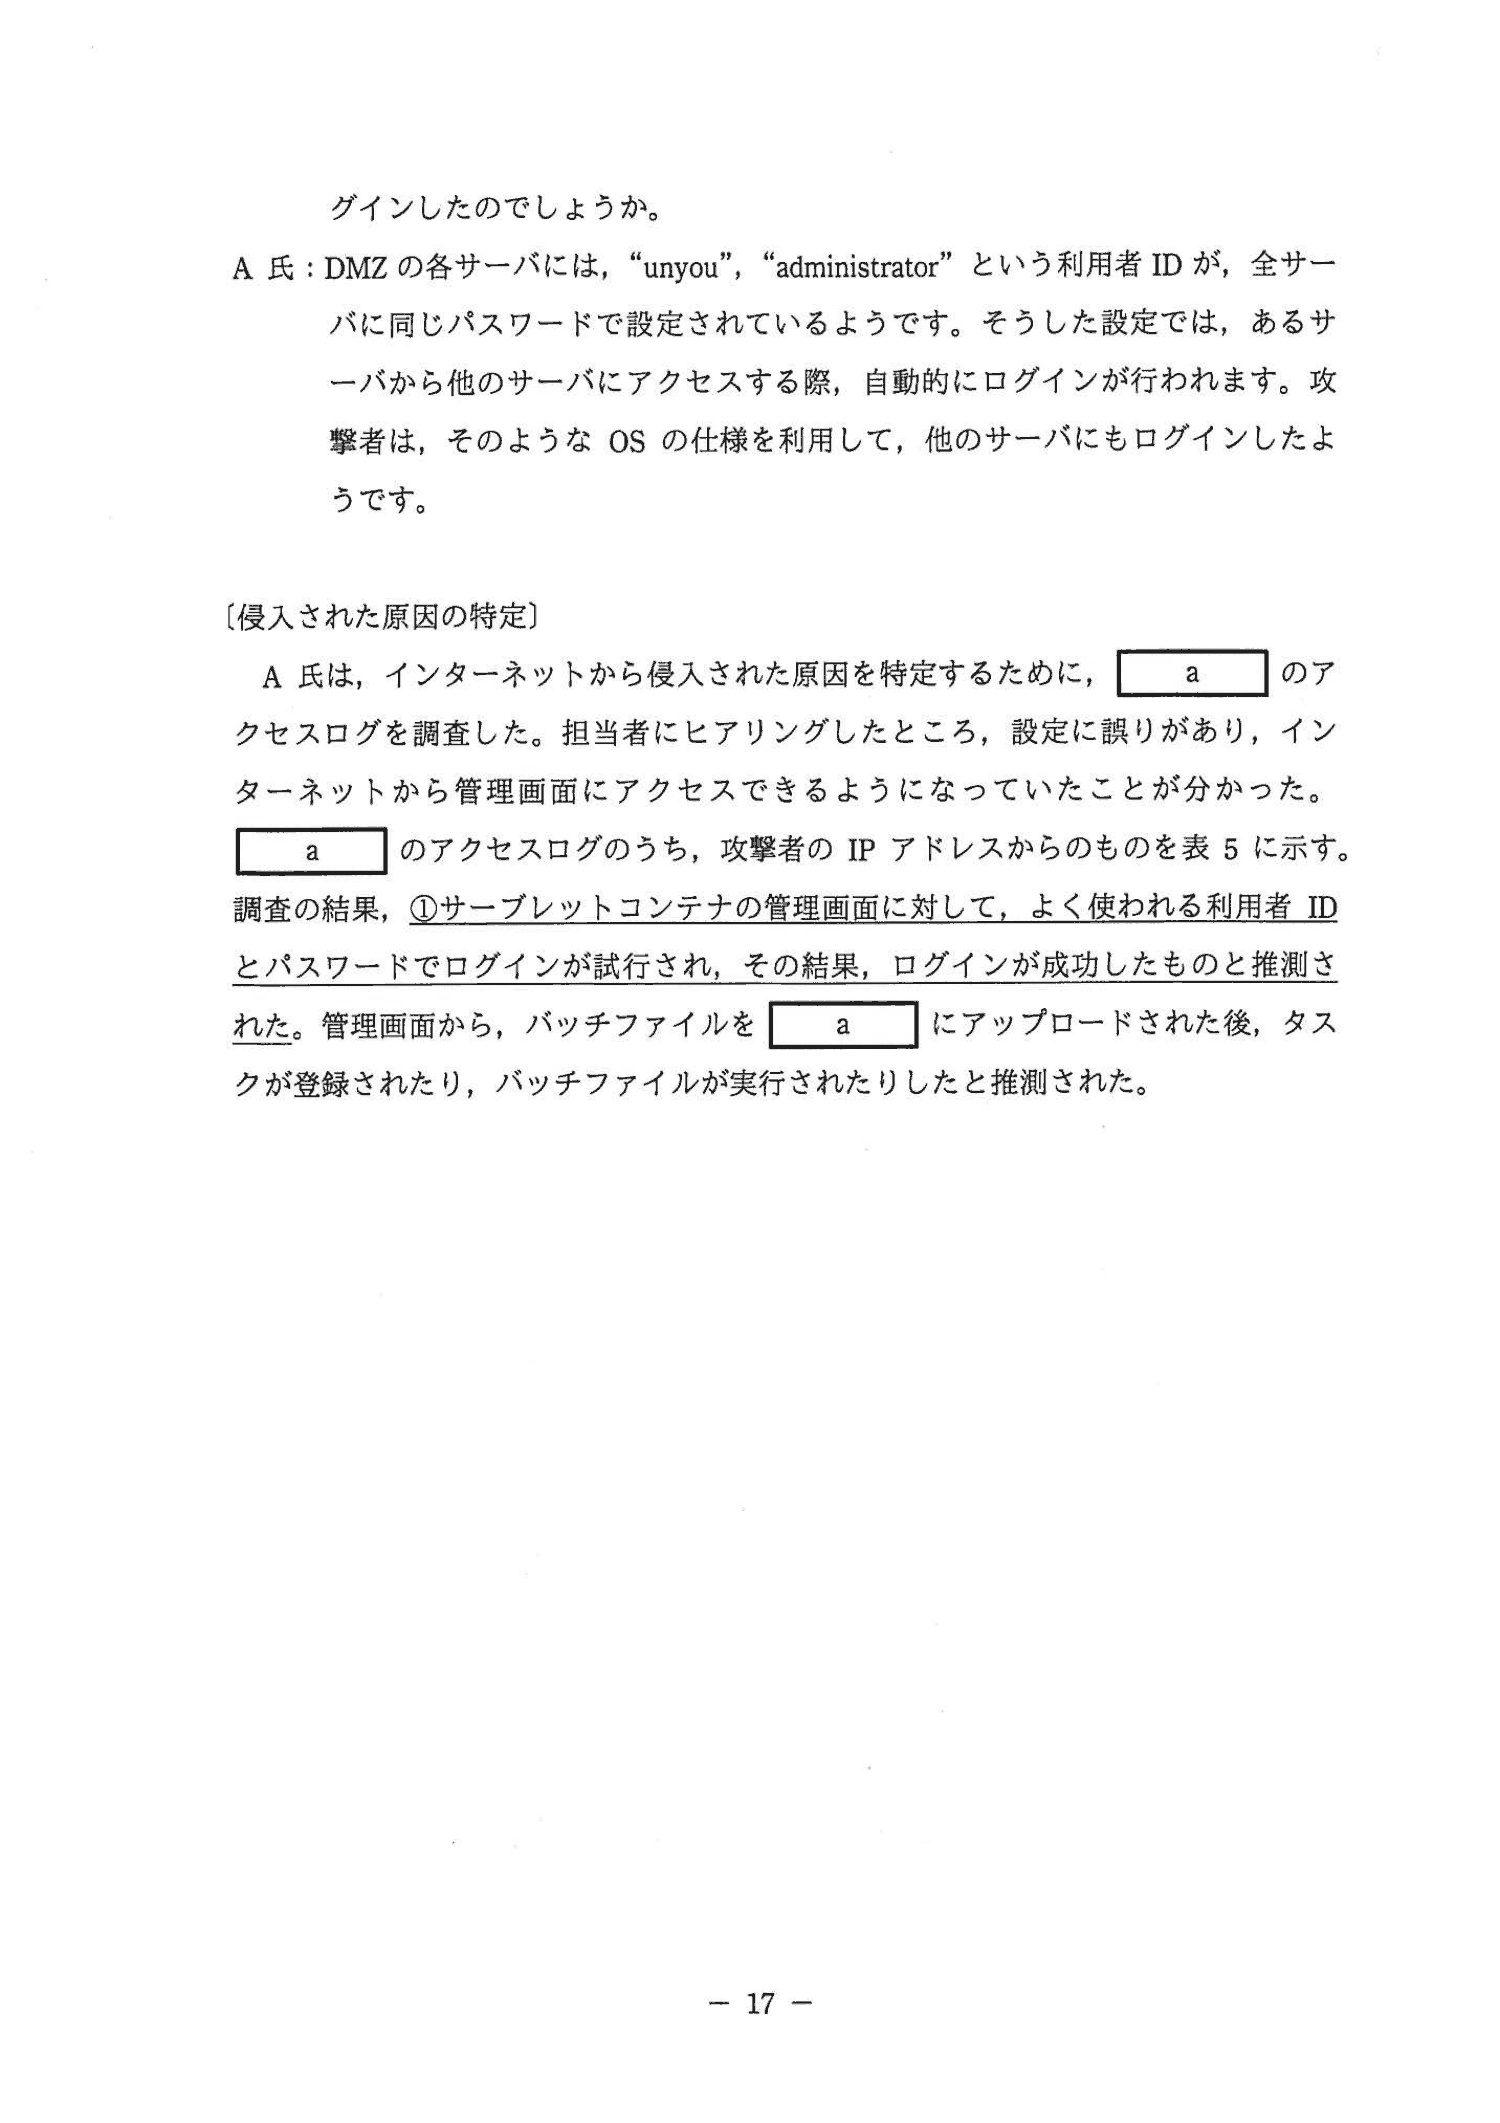 グインしたのでしょうか。
A 氏：DMZ の各サーバには，“unyou”，“administrator” という利用者 ID が，全サー
バに同じパスワードで設定されているようです。そうした設定では，あるサ
ーバから他のサーバにアクセスする際，自動的にログインが行われます。攻
撃者は，そのような OS の仕様を利用して，他のサーバにもログインしたよ
うです。
〔侵入された原因の特定〕
A 氏は，インターネットから侵入された原因を特定するために， a のア
クセスログを調査した。担当者にヒアリングしたところ，設定に誤りがあり，イン
ターネットから管理画面にアクセスできるようになっていたことが分かった。
a のアクセスログのうち，攻撃者の IP アドレスからのものを表 5 に示す。
調査の結果，①サーブレットコンテナの管理画面に対して，よく使われる利用者 ID
とパスワードでログインが試行され，その結果，ログインが成功したものと推測さ
れた。管理画面から，バッチファイルを a にアップロードされた後，タス
クが登録されたり，バッチファイルが実行されたりしたと推測された。
－ 17 －